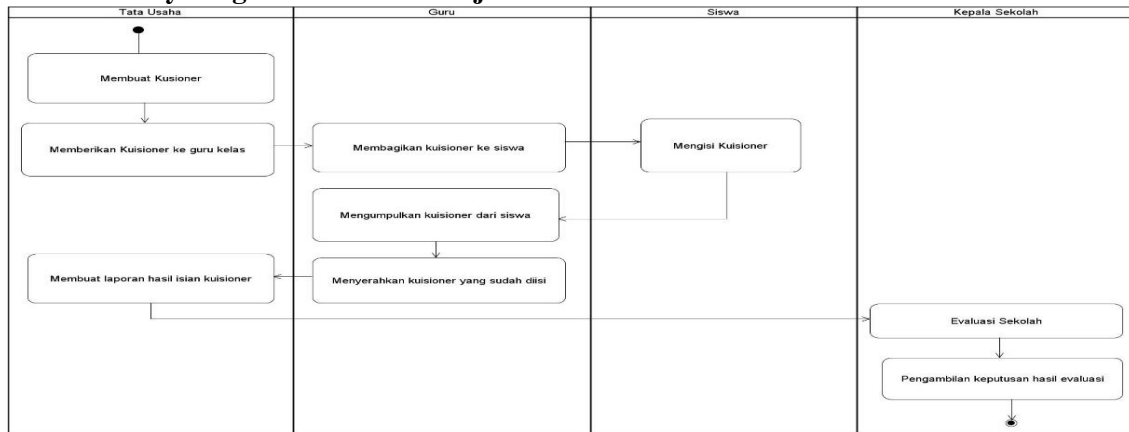 Tata Usaha
Guru
Siswa
Kepala Sekolah
Membuat Kusioner
Memberikan Kuisioner ke guru kelas
Membagikan kuisioner ke siswa
Mengisi Kuisioner
Mengumpulkan kuisioner dari siswa
Menyerahkan kuisioner yang sudah diisi
Membuat laporan hasil isian kuisioner
Evaluasi Sekolah
Pengambilan keputusan hasil evaluasi